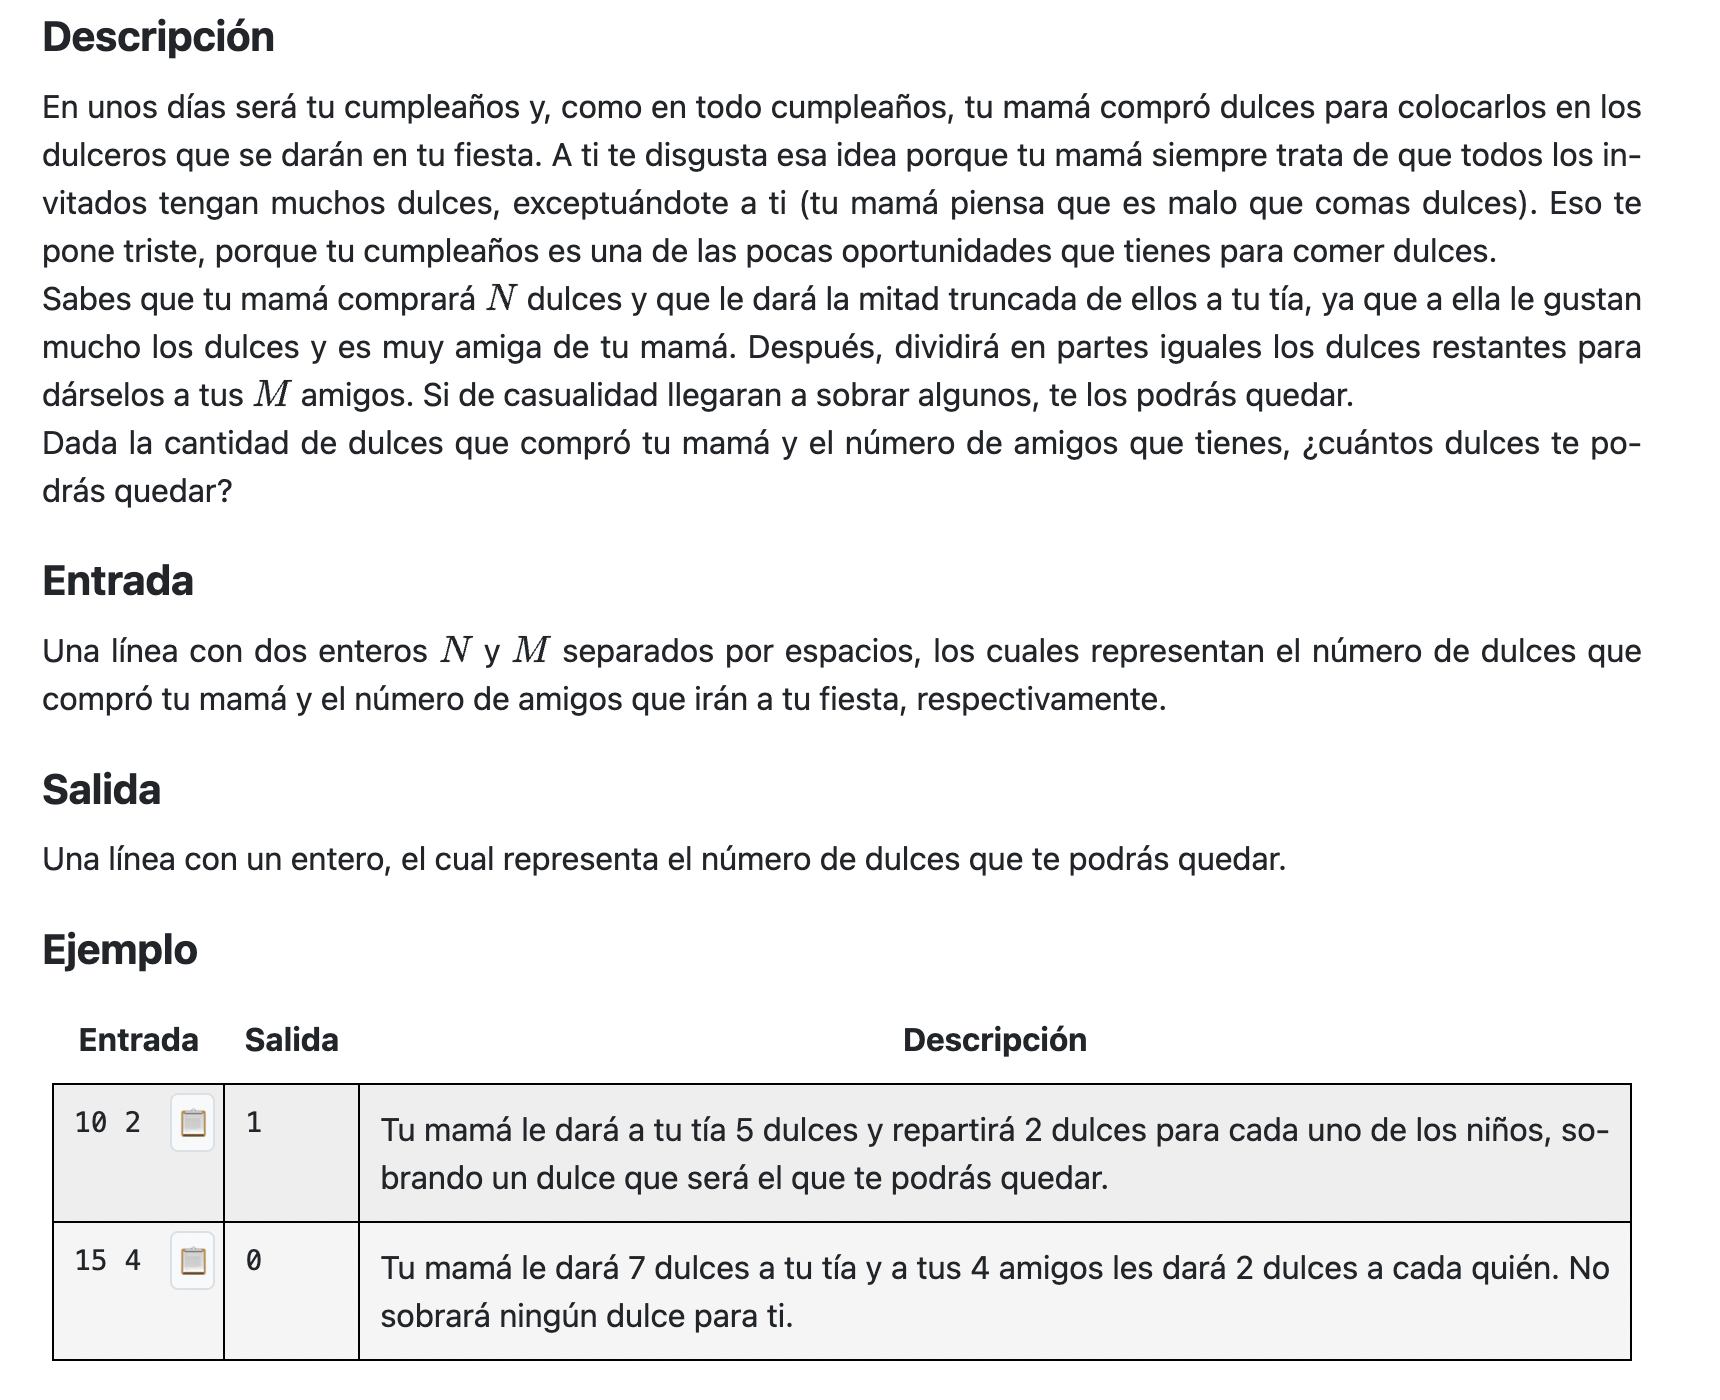 Descripción
En unos días será tu cumpleaños y, como en todo cumpleaños, tu mamá compró dulces para colocarlos en los
dulceros que se darán en tu fiesta. A ti te disgusta esa idea porque tu mamá siempre trata de que todos los in-
vitados tengan muchos dulces, exceptuándote a ti (tu mamá piensa que es malo que comas dulces). Eso te
pone triste, porque tu cumpleaños es una de las pocas oportunidades que tienes para comer dulces.
Sabes que tu mamá comprará N dulces y que le dará la mitad truncada de ellos a tu tía, ya que a ella le gustan
mucho los dulces y es muy amiga de tu mamá. Después, dividirá en partes iguales los dulces restantes para
dárselos a tus M amigos. Si de casualidad llegaran a sobrar algunos, te los podrás quedar.
Dada la cantidad de dulces que compró tu mamá y el número de amigos que tienes, ¿cuántos dulces te po-
drás quedar?
Entrada
Una línea con dos enteros N y M separados por espacios, los cuales representan el número de dulces que
compró tu mamá y el número de amigos que irán a tu fiesta, respectivamente.
Salida
Una línea con un entero, el cual representa el número de dulces que te podrás quedar.
Ejemplo
Entrada Salida Descripción
10 2 1 Tu mamá le dará a tu tía 5 dulces y repartirá 2 dulces para cada uno de los niños, so-
brando un dulce que será el que te podrás quedar.
15 4 0 Tu mamá le dará 7 dulces a tu tía y a tus 4 amigos les dará 2 dulces a cada quién. No
sobrará ningún dulce para ti.